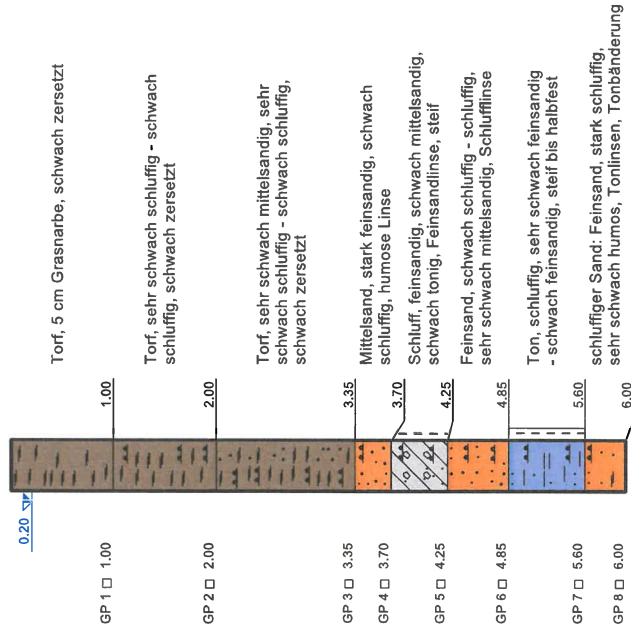 Torf, 5 cm Grasnarbe, schwach zersetzt
Torf, sehr schwach schluffig - schwach
schluffig, schwach zersetzt
Torf, sehr schwach mittelsandig, sehr
schwach schluffig - schwach schluffig,
schwach zersetzt
Mittelsand, stark feinsandig, schwach
schluffig, humose Linse
Schluff, feinsandig, schwach mittelsandig,
schwach tonig, Feinsandlinse, steif
Feinsand, schwach schluffig - schluffig,
sehr schwach mittelsandig, Schlufflinse
Ton, schluffig, sehr schwach feinsandig
- schwach feinsandig, steif bis halbfest
schluffiger Sand: Feinsand, stark schluffig,
sehr schwach humos, Tonlinsen, Tonbänderung
1.00
2.00
3.35
3.70
4.25
4.85
5.60
6.00
0.20
GP 1 □ 1.00
GP 2 □ 2.00
GP 3 □ 3.35
GP 4 □ 3.70
GP 5 □ 4.25
GP 6 □ 4.85
GP 7 □ 5.60
GP 8 □ 6.00